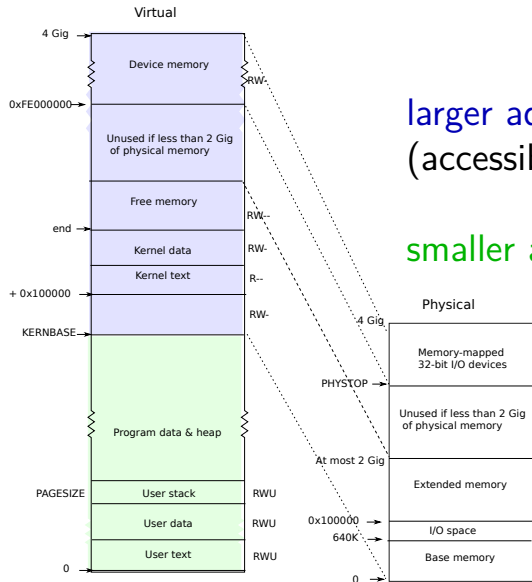 Virtual
4 Gig
Device memory
RW-
0xFE000000
Unused if less than 2 Gig
of physical memory
Free memory
RW--
end
Kernel data
RW-
Kernel text
R--
+ 0x100000
RW-
KERNBASE
Program data & heap
PAGESIZE
User stack
RWU
User data
RWU
User text
RWU
0
larger
(accessi
smaller
Physical
4 Gig
Memory-mapped
32-bit I/O devices
PHYSTOP
Unused if less than 2 Gig
of physical memory
At most 2 Gig
Extended memory
0x100000
I/O space
640K
Base memory
0